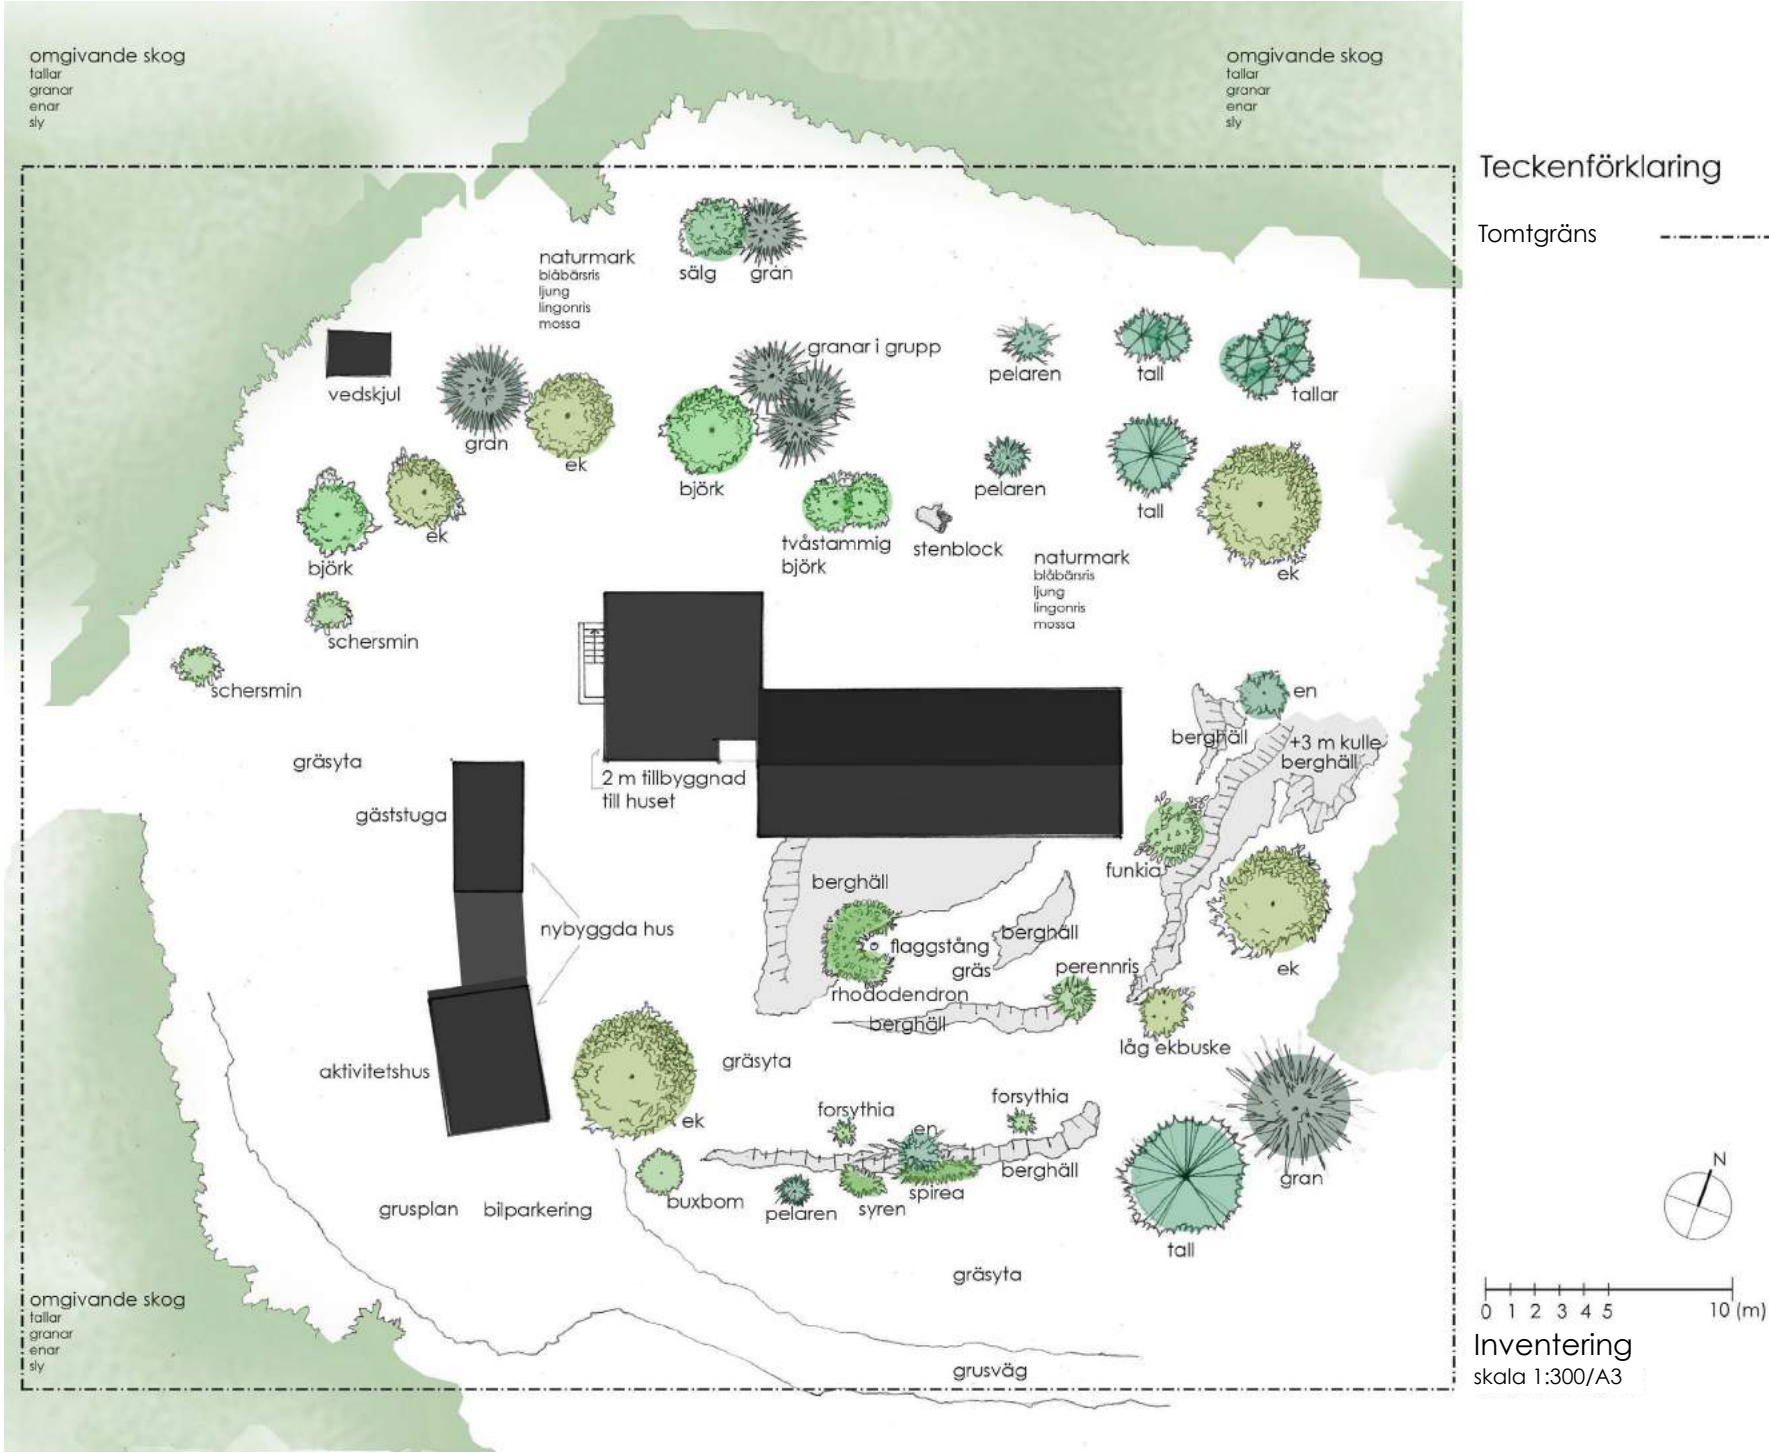 omgivande skog
tallar
granar
enar
sly
omgivande skog
tallar
granar
enar
sly
Teckenförklaring
Tomtgräns
naturmark
blåbärsris
ljung
lingonris
mossa
sälg
gran
vedskjul
gran
ek
granar i grupp
björk
pelaren
tall
tallar
björk
ek
tvåstammig
björk
stenblock
pelaren
tall
ek
naturmark
blåbärsris
ljung
lingonris
mossa
schersmin
schersmin
gräsyta
gäststuga
2 m tillbyggnad
till huset
en
berghäll
+3 m kulle
berghäll
funkia
berghäll
nybyggda hus
flaggstång
berghäll
gräs
perennris
ek
rhododendron
berghäll
låg ekbuske
aktivitetshus
gräsyta
ek
forsythia
en
forsythia
berghäll
gran
grusplan
bilparkering
buxbom
pelaren
syren
spirea
tall
N
gräsyta
omgivande skog
tallar
granar
enar
sly
grusväg
0 1 2 3 4 5 10 (m)
Inventering
skala 1:300/A3